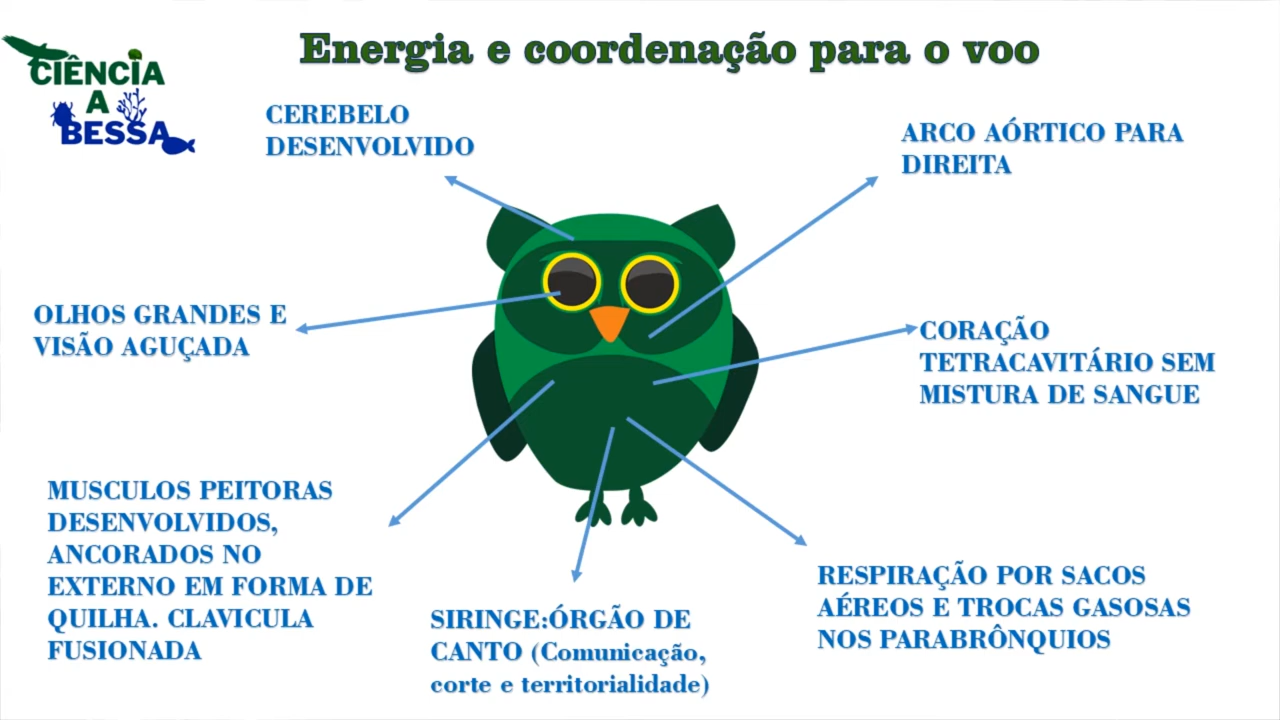 CIÊNCIA
A
BESSA
Energia e coordenação para o voo
CEREBELO
DESENVOLVIDO
ARCO AÓRTICO PARA
DIREITA
OLHOS GRANDES E
VISÃO AGUÇADA
CORAÇÃO
TETRACAVITÁRIO SEM
MISTURA DE SANGUE
MUSCULOS PEITORAS
DESENVOLVIDOS,
ANCORADOS NO
EXTERNO EM FORMA DE
QUILHA. CLAVICULA
FUSIONADA
SIRINGE:ÓRGÃO DE
CANTO (Comunicação,
corte e territorialidade)
RESPIRAÇÃO POR SACOS
AÉREOS E TROCAS GASOSAS
NOS PARABRÔNQUIOS